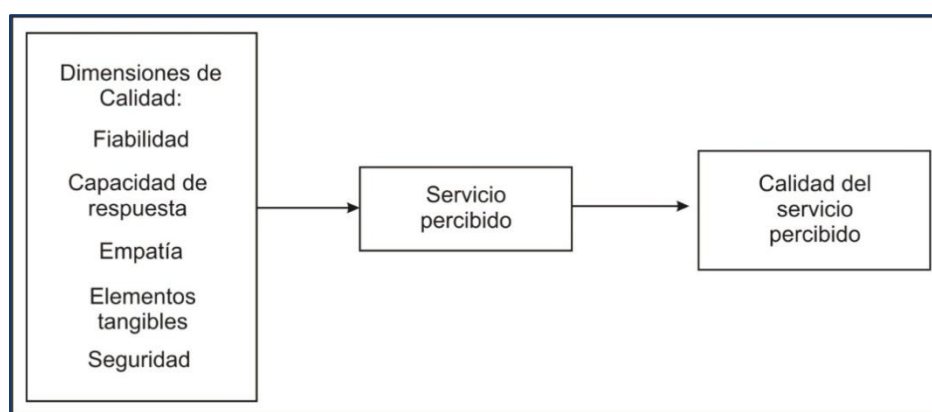 Dimensiones de
Calidad:
Fiabilidad
Capacidad de
respuesta
Empatía
Elementos
tangibles
Seguridad
Servicio
percibido
Calidad del
servicio
percibido